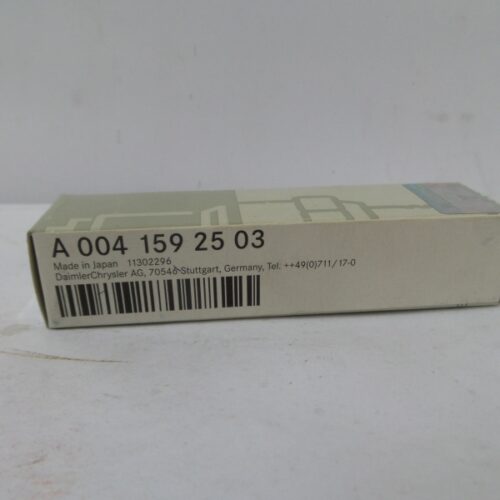 A 004 159 25 03
Made in Japan 11302296
DaimlerChrysler AG, 70546 Stuttgart, Germany, Tel. ++49(0)711/17-0